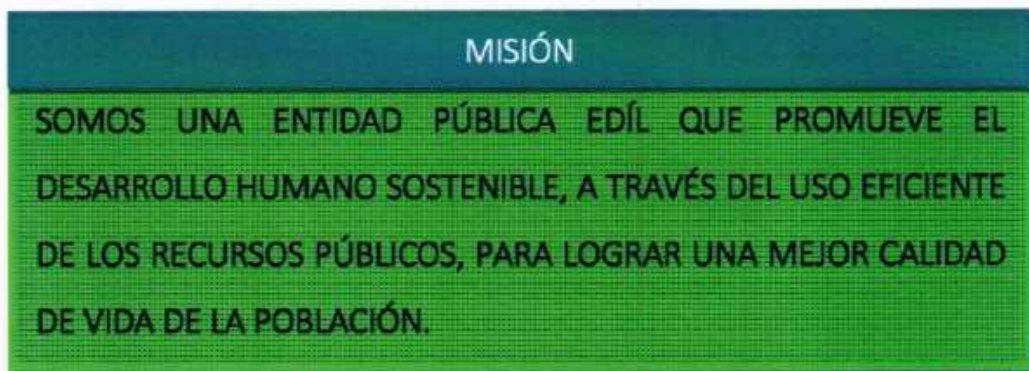 MISIÓN
SOMOS UNA ENTIDAD PÚBLICA EDÍL QUE PROMUEVE EL
DESARROLLO HUMANO SOSTENIBLE, A TRAVÉS DEL USO EFICIENTE
DE LOS RECURSOS PÚBLICOS, PARA LOGRAR UNA MEJOR CALIDAD
DE VIDA DE LA POBLACIÓN.